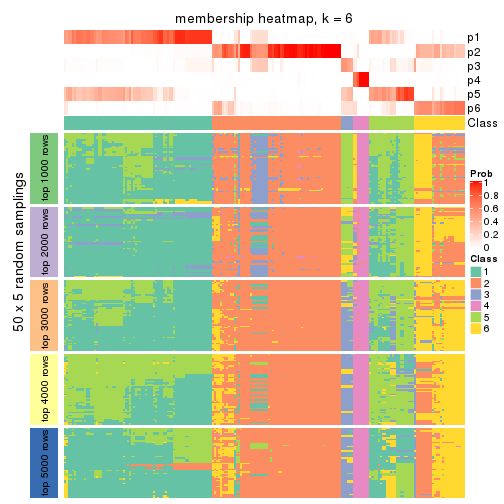 membership heatmap, k = 6
p1
p2
p3
p4
p5
p6
Class
50 x 5 random samplings
top 1000 rows
top 2000 rows
top 3000 rows
top 4000 rows
top 5000 rows
Prob
1
0.8
0.6
0.4
0.2
0
Class
1
2
3
4
5
6